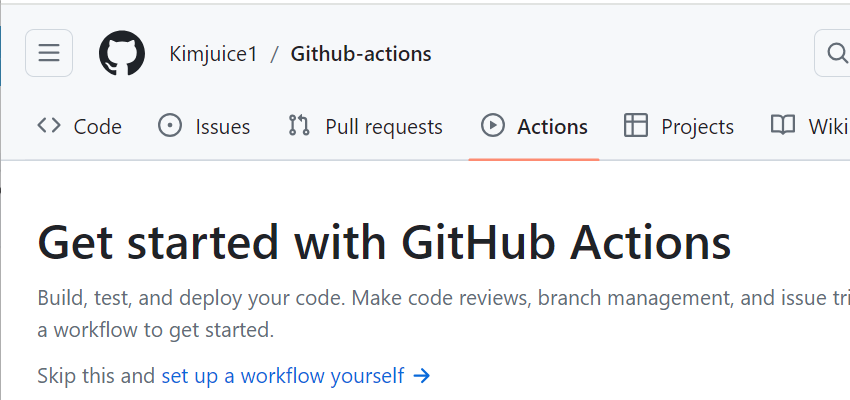 Kimjuice1 / Github-actions
Code Issues Pull requests Actions Projects Wiki
Get started with GitHub Actions
Build, test, and deploy your code. Make code reviews, branch management, and issue tri
a workflow to get started.
Skip this and set up a workflow yourself →